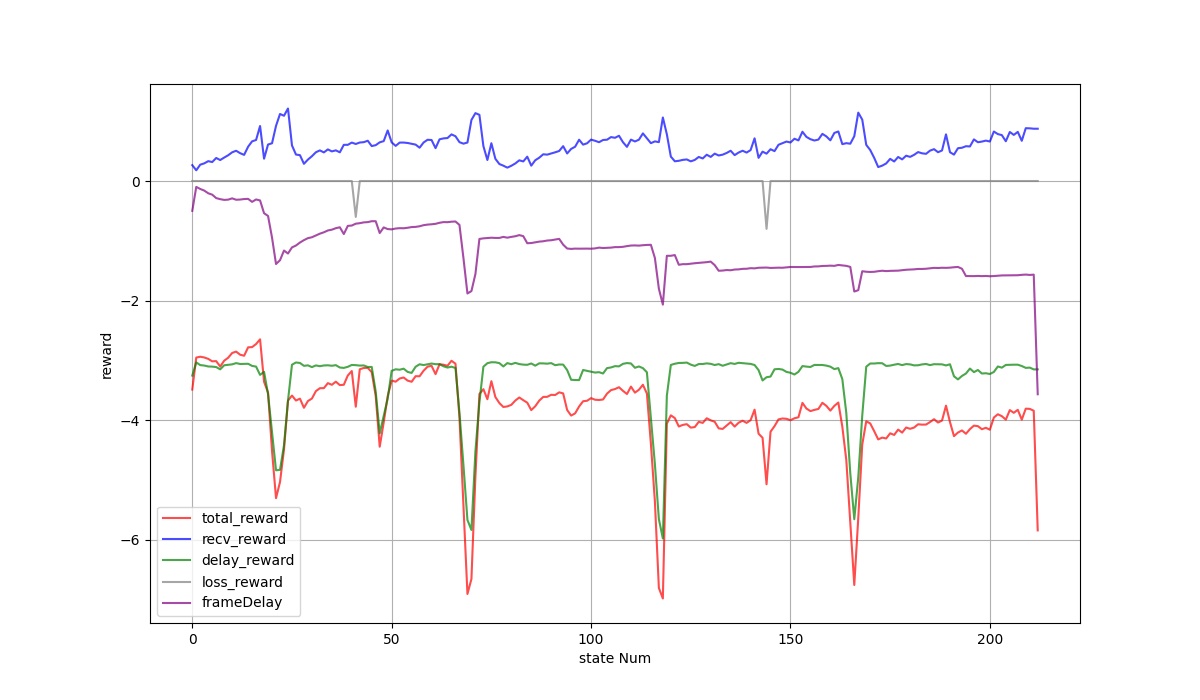 0
−2
−4
−6
reward
total_reward
recv_reward
delay_reward
loss_reward
frameDelay
0
50
100
150
200
state Num